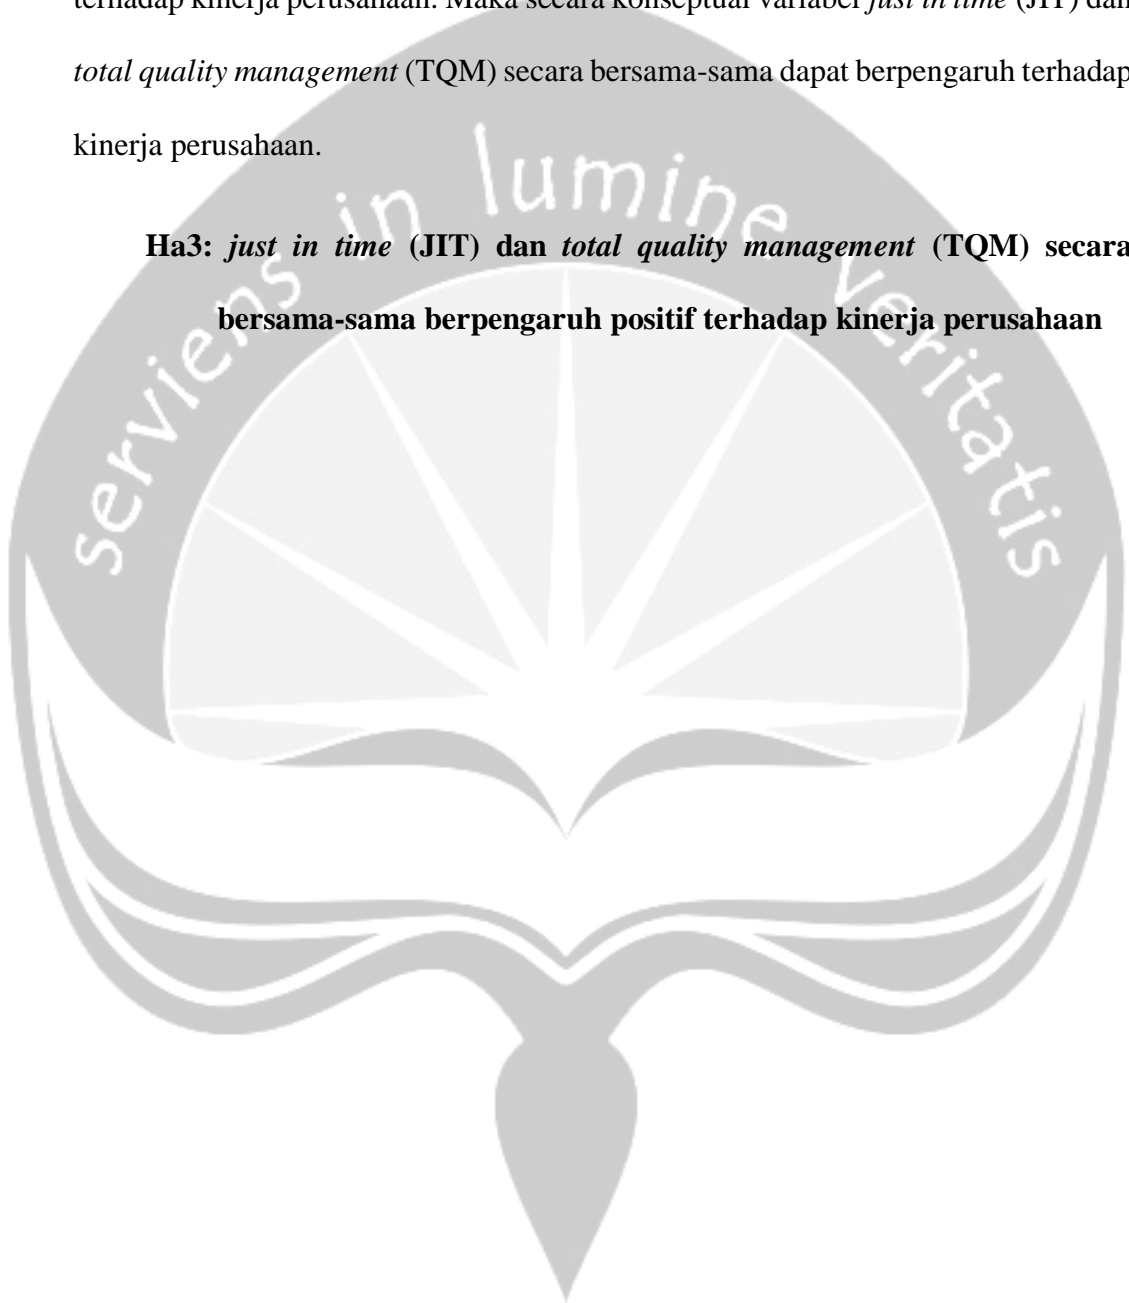 terhadap kinerja perusahaan. Maka secara konseptual variabel just in time (JIT) dan
total quality management (TQM) secara bersama-sama dapat berpengaruh terhadap
kinerja perusahaan.
serviens in lumine veritatis
Ha3: just in time (JIT) dan total quality management (TQM) secara
bersama-sama berpengaruh positif terhadap kinerja perusahaan